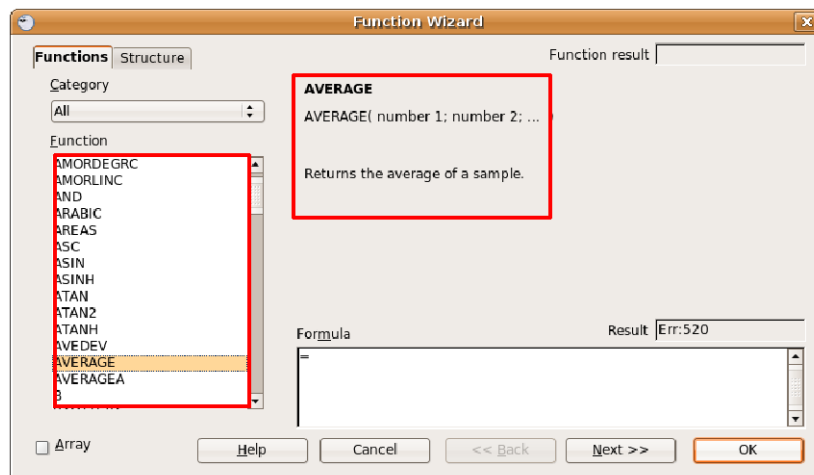 Function Wizard
Functions Structure
Function result
Category
All
Function
AMORDEGRC
AMORLINC
AND
ARABIC
AREAS
ASC
ASIN
ASINH
ATAN
ATAN2
ATANH
AVEDEV
AVERAGE
AVERAGEA
B
AVERAGE
AVERAGE( number 1; number 2; ... )
Returns the average of a sample.
Formula
Result Err:520
=
Array
Help Cancel << Back Next >> OK